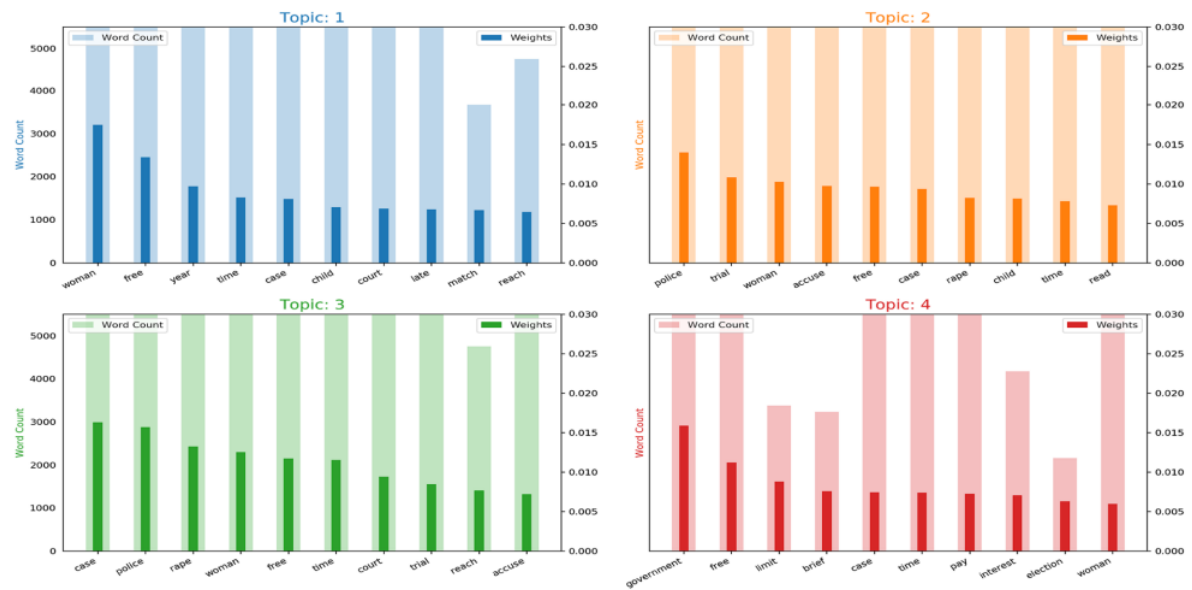 Topic: 1
Word Count
Weights
5000
4000
3000
2000
1000
0
Word Count
0.030
0.025
0.020
0.015
0.010
0.005
0.000
woman free year time case child court late match reach
Topic: 2
Word Count
Weights
Word Count
0.030
0.025
0.020
0.015
0.010
0.005
0.000
police trial woman accuse free case rape child time read
Topic: 3
Word Count
Weights
5000
4000
3000
2000
1000
0
Word Count
0.030
0.025
0.020
0.015
0.010
0.005
0.000
case police rape woman free time court trial reach accuse
Topic: 4
Word Count
Weights
Word Count
0.030
0.025
0.020
0.015
0.010
0.005
0.000
government free limit brief case time pay interest election woman